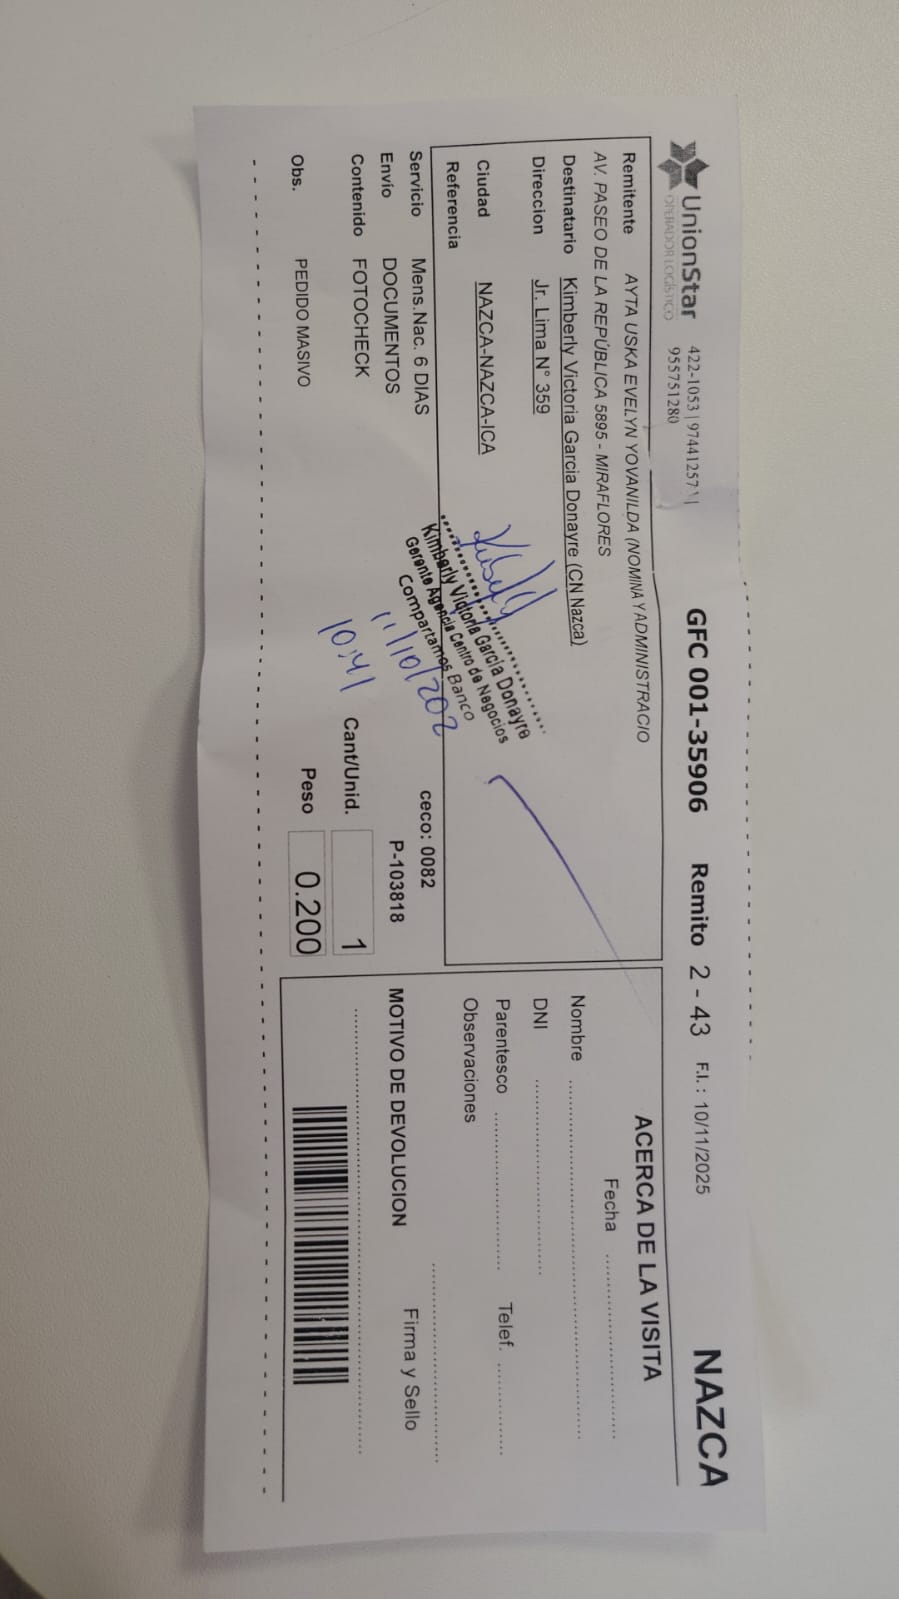 UnionStar
OPERADOR LOGÍSTICO
422-1053 | 974412571 |
955751280
GFC 001-35906
Remito 2 - 43
F.I. : 10/11/2025
NAZCA
Remitente AYTA USKA EVELYN YOVANILDA (NOMINA Y ADMINISTRACIO
AV. PASEO DE LA REPÚBLICA 5895 - MIRAFLORES
Destinatario Kimberly Victoria Garcia Donayre (CN Nazca)
Direccion Jr. Lima N° 359
Ciudad NAZCA-NAZCA-ICA
Referencia
Servicio Mens.Nac. 6 DIAS
Envío DOCUMENTOS
Contenido FOTOCHECK
Obs. PEDIDO MASIVO
Kimberly Victoria Garcia Donayre
Gerente Agencia Centro de Negocios
Compartamos Banco
10:41
ceco: 0082
P-103818
Cant/Unid. 1
Peso 0.200
ACERCA DE LA VISITA
Fecha
Nombre
DNI
Parentesco
Telef.
Observaciones
MOTIVO DE DEVOLUCION
Firma y Sello